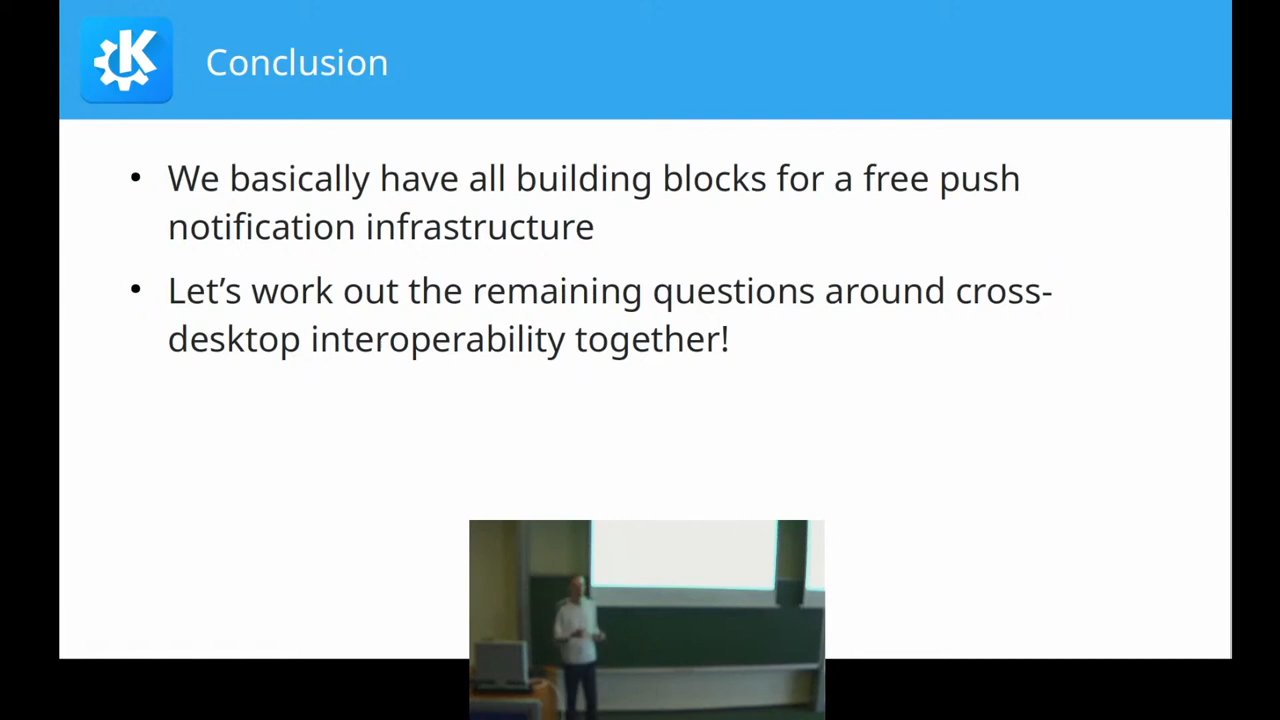 Conclusion
• We basically have all building blocks for a free push
notification infrastructure
• Let’s work out the remaining questions around cross-
desktop interoperability together!